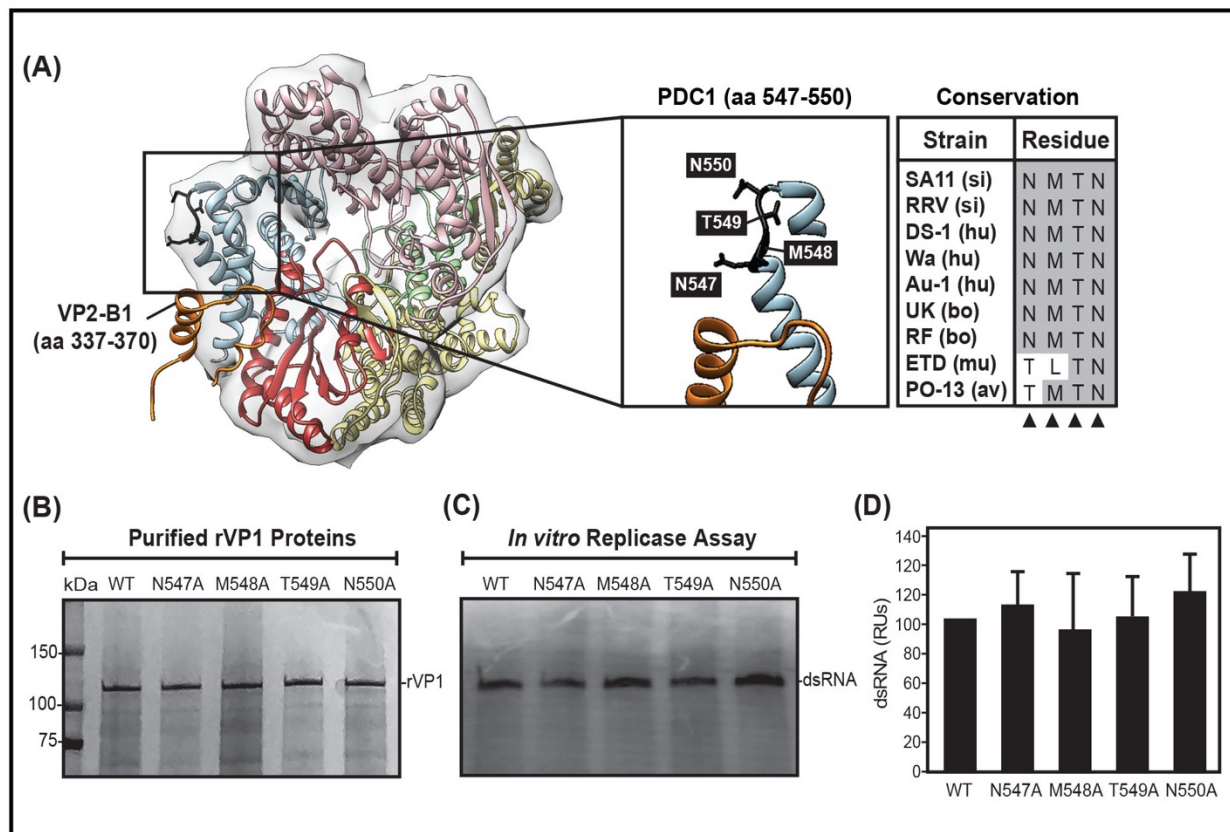 (A)
VP2-B1
(aa 337-370)
PDC1 (aa 547-550)
N550
T549
M548
N547
Conservation
Strain Residue
SA11 (si) N M T N
RRV (si) N M T N
DS-1 (hu) N M T N
Wa (hu) N M T N
Au-1 (hu) N M T N
UK (bo) N M T N
RF (bo) N M T N
ETD (mu) T L T N
PO-13 (av) T M T N
(B)
Purified rVP1 Proteins
kDa WT N547A M548A T549A N550A
150
100
75
-rVP1
(C)
In vitro Replicase Assay
WT N547A M548A T549A N550A
-dsRNA
(D)
dsRNA (RUs)
140
120
100
80
60
40
20
0
WT N547A M548A T549A N550A